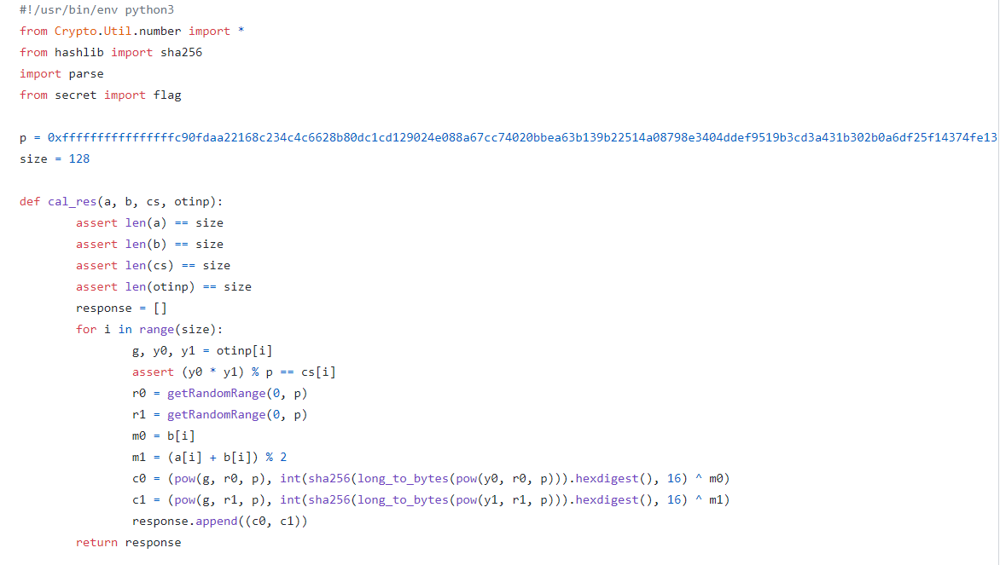 #!/usr/bin/env python3
from Crypto.Util.number import *
from hashlib import sha256
import parse
from secret import flag
p = 0xffffffffffffffffc90fdaa22168c234c4c6628b80dc1cd129024e088a67cc74020bbea63b139b22514a08798e3404ddef9519b3cd3a431b302b0a6df25f14374fe13
size = 128
def cal_res(a, b, cs, otinp):
assert len(a) == size
assert len(b) == size
assert len(cs) == size
assert len(otinp) == size
response = []
for i in range(size):
g, y0, y1 = otinp[i]
assert (y0 * y1) % p == cs[i]
r0 = getRandomRange(0, p)
r1 = getRandomRange(0, p)
m0 = b[i]
m1 = (a[i] + b[i]) % 2
c0 = (pow(g, r0, p), int(sha256(long_to_bytes(pow(y0, r0, p))).hexdigest(), 16) ^ m0)
c1 = (pow(g, r1, p), int(sha256(long_to_bytes(pow(y1, r1, p))).hexdigest(), 16) ^ m1)
response.append((c0, c1))
return response